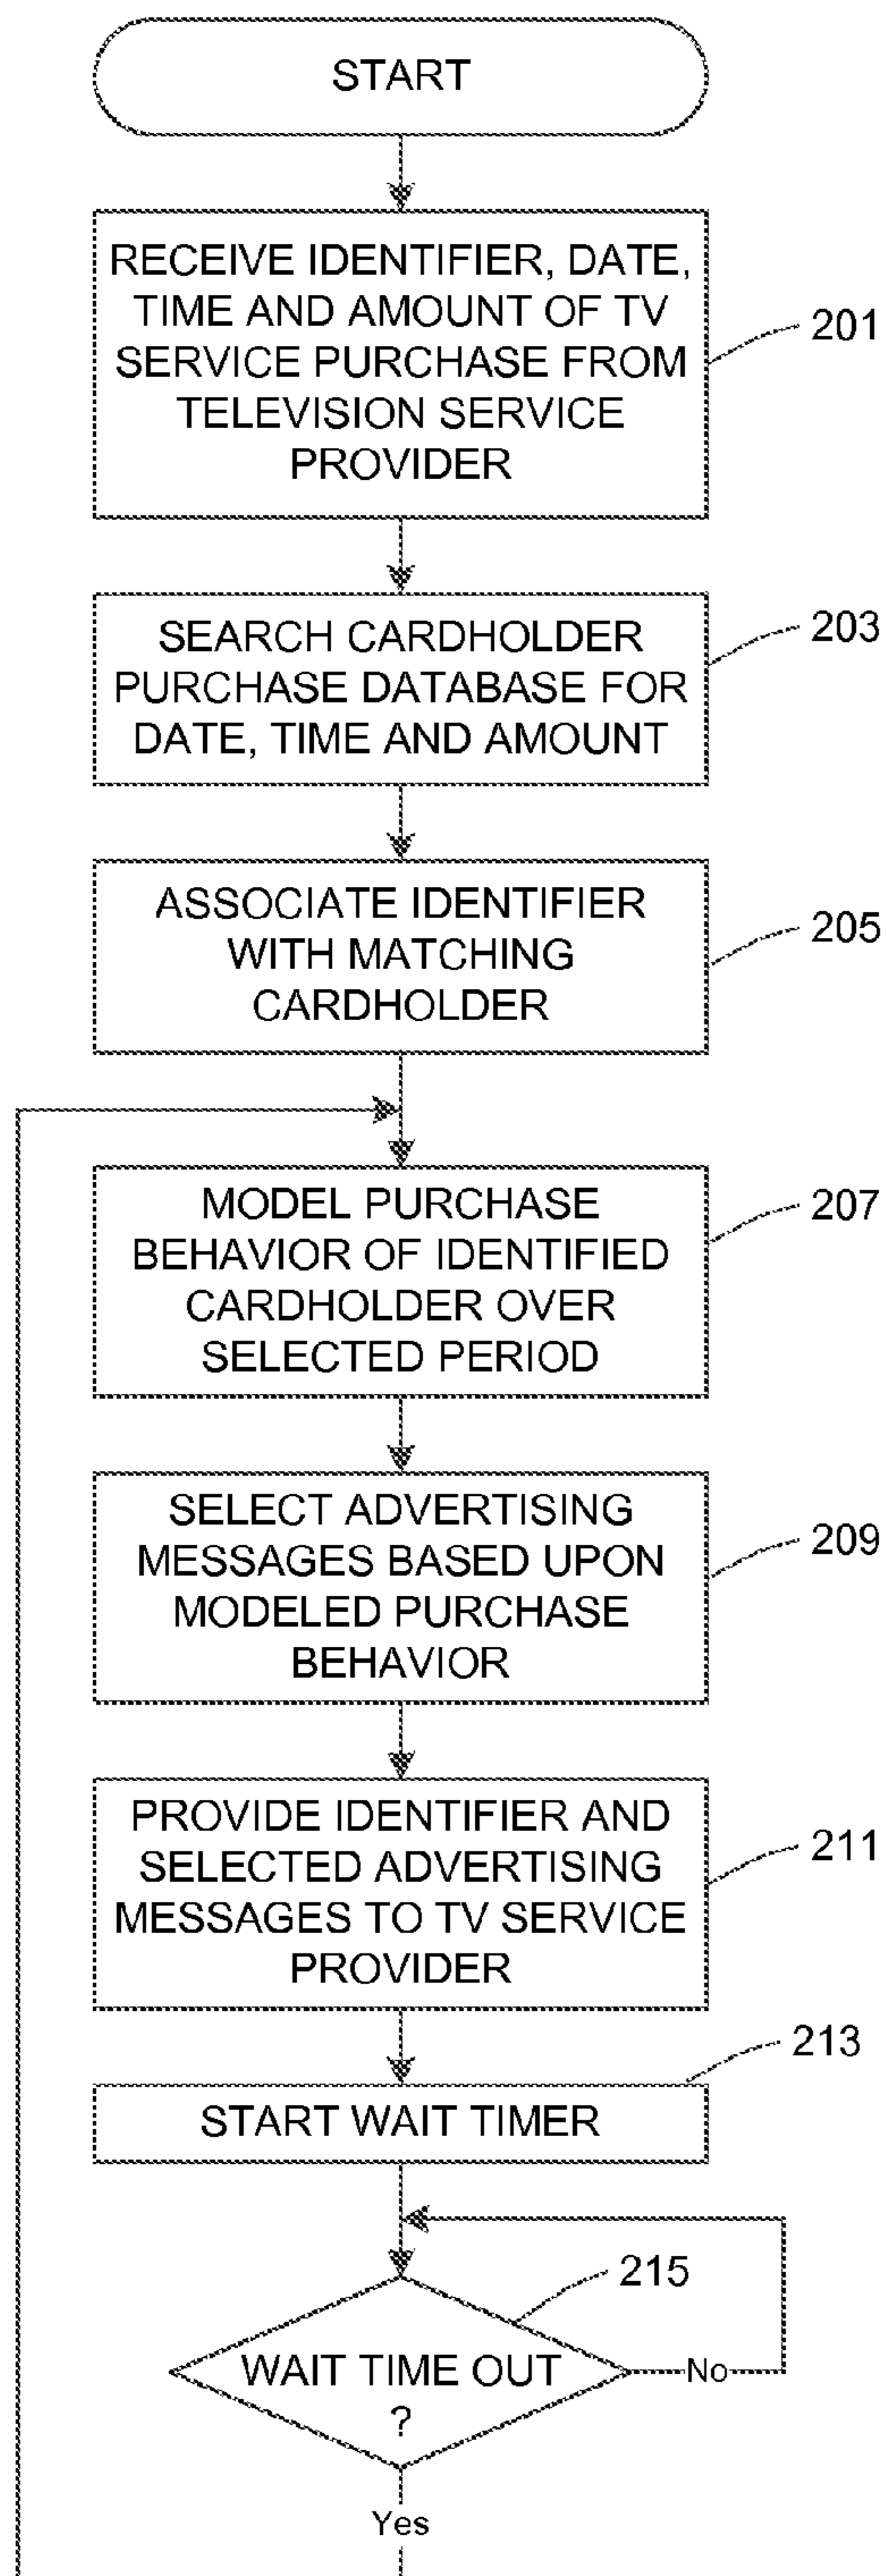 START
RECEIVE IDENTIFIER, DATE,
TIME AND AMOUNT OF TV
SERVICE PURCHASE FROM
TELEVISION SERVICE
PROVIDER
201
SEARCH CARDHOLDER
PURCHASE DATABASE FOR
DATE, TIME AND AMOUNT
203
ASSOCIATE IDENTIFIER
WITH MATCHING
CARDHOLDER
205
MODEL PURCHASE
BEHAVIOR OF IDENTIFIED
CARDHOLDER OVER
SELECTED PERIOD
207
SELECT ADVERTISING
MESSAGES BASED UPON
MODELED PURCHASE
BEHAVIOR
209
PROVIDE IDENTIFIER AND
SELECTED ADVERTISING
MESSAGES TO TV SERVICE
PROVIDER
211
START WAIT TIMER
213
WAIT TIME OUT
?
215
No
Yes